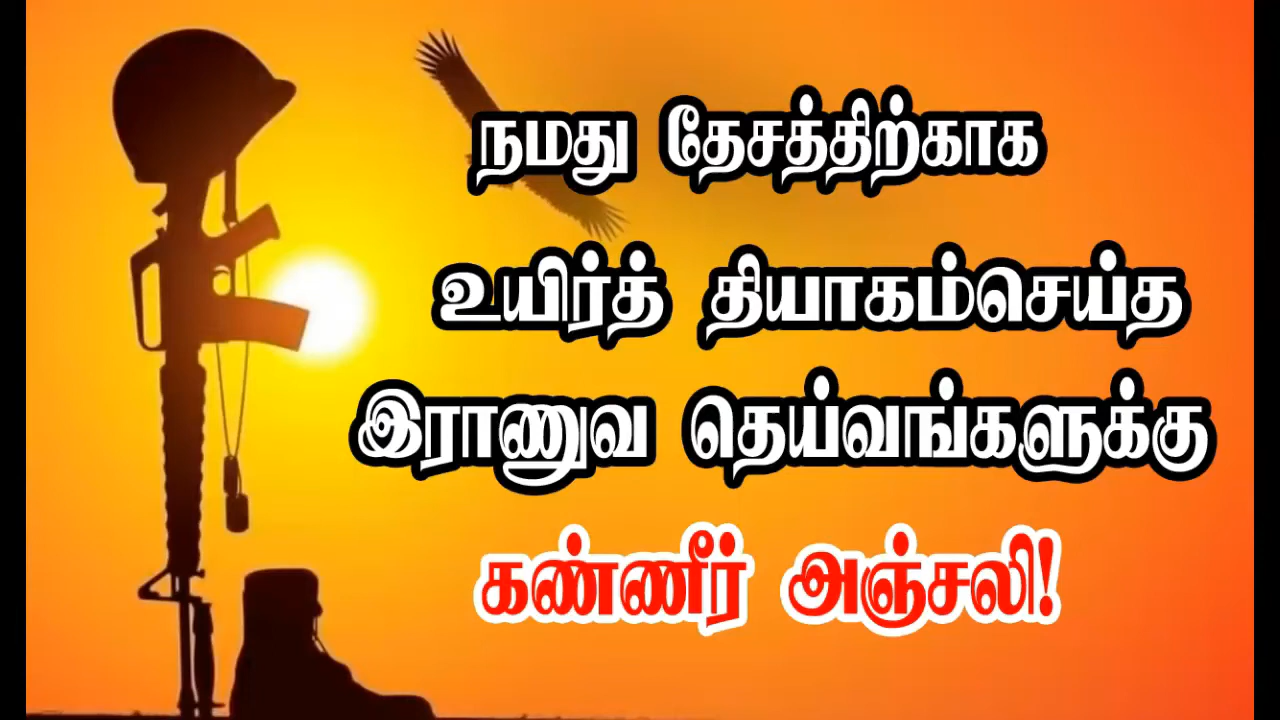 நமது தேசத்திற்காக
உயிர்த் தியாகம்செய்த
இராணுவ தெய்வங்களுக்கு
கண்ணீர் அஞ்சலி!